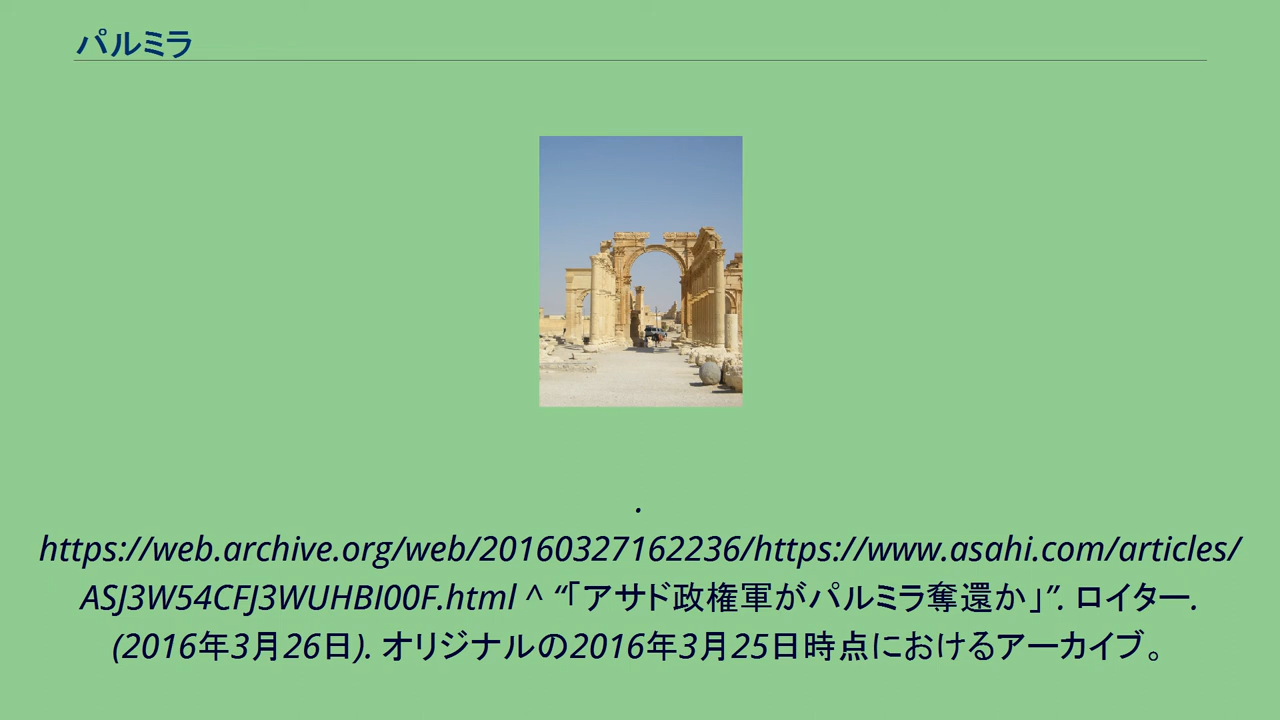 パルミラ
.
https://web.archive.org/web/20160327162236/https://www.asahi.com/articles/
ASJ3W54CFJ3WUHBI00F.html ^ “「アサド政権軍がパルミラ奪還か」”. ロイター.
(2016年3月26日). オリジナルの2016年3月25日時点におけるアーカイブ。